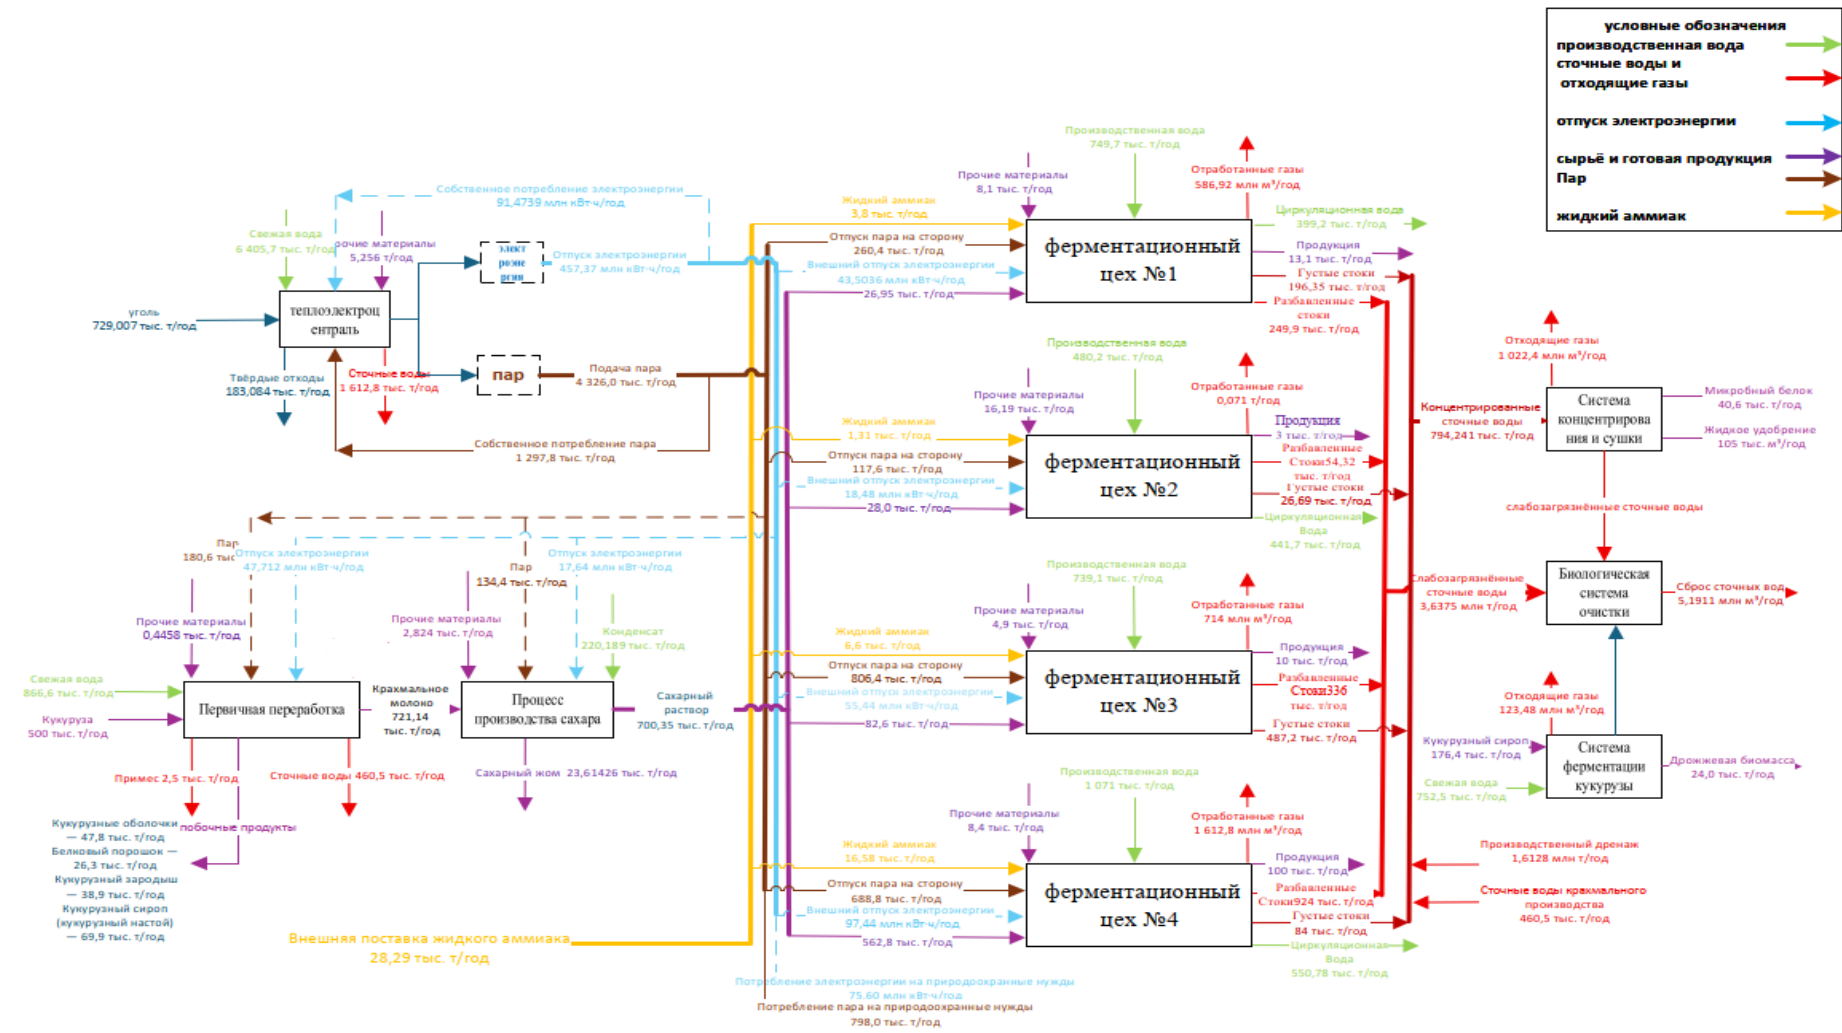 условные обозначения
производственная вода
сточные воды и
отходящие газы
отпуск электроэнергии
сырьё и готовая продукция
Пар
жидкий аммиак
Собственное потребление электроэнергии
91,4739 млн кВт·ч/год
Свежая вода
6 405,7 тыс. т/год
рочие материалы
5,256 т/год
элект
роэне
ргии
Отпуск электроэнергии
457,37 млн кВт·ч/год
уголь
729,007 тыс. т/год
теплоэлектроц
ентраль
пар
Подача пара
4 326,0 тыс. т/год
Твёрдые отходы
183,084 тыс. т/год
Сточные воды
1 612,8 тыс. т/год
Собственное потребление пара
1 297,8 тыс. т/год
Пар
180,6 тыс
Отпуск электроэнергии
47,712 млн кВт·ч/год
Пар
134,4 тыс. т/год
Отпуск электроэнергии
17,64 млн кВт·ч/год
Прочие материалы
0,4458 тыс. т/год
Прочие материалы
2,824 тыс. т/год
Конденсат
220,189 тыс. т/год
Свежая вода
866,6 тыс. т/год
Кукуруза
500 тыс. т/год
Первичная переработка
Крахмальное
молоко
721,14
тыс. т/год
Процесс
производства сахара
Сахарный
раствор
700,35 тыс. т/год
Примес 2,5 тыс. т/год
Сточные воды 460,5 тыс. т/год
Сахарный жом 23,61426 тыс. т/год
побочные продукты
Кукурузные оболочки
— 47,8 тыс. т/год
Белковый порошок —
26,3 тыс. т/год
Кукурузный зародыш
— 38,9 тыс. т/год
Кукурузный сироп
(кукурузный настой)
— 69,9 тыс. т/год
Внешняя поставка жидкого аммиака
28,29 тыс. т/год
Потребление электроэнергии на природоохранные нужды
75,60 млн кВт·ч/год
Потребление пара на природоохранные нужды
798,0 тыс. т/год
Производственная вода
749,7 тыс. т/год
Прочие материалы
8,1 тыс. т/год
Отработанные газы
586,92 млн м³/год
Жидкий аммиак
3,8 тыс. т/год
Отпуск пара на сторону
260,4 тыс. т/год
Внешний отпуск электроэнергии
43,5036 млн кВт·ч/год
26,95 тыс. т/год
ферментационный
цех №1
Циркуляционная вода
399,2 тыс. т/год
Продукция
13,1 тыс. т/год
Густые стоки
196,35 тыс. т/год
Разбавленные
стоки
249,9 тыс. т/год
Производственная вода
480,2 тыс. т/год
Прочие материалы
16,19 тыс. т/год
Отработанные газы
0,071 т/год
Жидкий аммиак
1,31 тыс. т/год
Отпуск пара на сторону
117,6 тыс. т/год
Внешний отпуск электроэнергии
18,48 млн кВт·ч/год
28,0 тыс. т/год
ферментационный
цех №2
Продукция
3 тыс. т/год
Разбавленные
Стоки54,32
тыс. т/год
Густые стоки
26,69 тыс. т/год
Циркуляционная
Вода
441,7 тыс. т/год
Производственная вода
739,1 тыс. т/год
Прочие материалы
4,9 тыс. т/год
Отработанные газы
714 млн м³/год
Жидкий аммиак
6,6 тыс. т/год
Отпуск пара на сторону
806,4 тыс. т/год
Внешний отпуск электроэнергии
55,44 млн кВт·ч/год
82,6 тыс. т/год
ферментационный
цех №3
Продукция
10 тыс. т/год
Разбавленные
Стоки336
тыс. т/год
Густые стоки
487,2 тыс. т/год
Производственная вода
1 071 тыс. т/год
Прочие материалы
8,4 тыс. т/год
Отработанные газы
1 612,8 млн м³/год
Жидкий аммиак
16,58 тыс. т/год
Отпуск пара на сторону
688,8 тыс. т/год
Внешний отпуск электроэнергии
97,44 млн кВт·ч/год
562,8 тыс. т/год
ферментационный
цех №4
Продукция
100 тыс. т/год
Разбавленные
Стоки924 тыс. т/год
Густые стоки
84 тыс. т/год
Циркуляционная
Вода
550,78 тыс. т/год
Отходящие газы
1 022,4 млн м³/год
Концентрированные
сточные воды
794,241 тыс. т/год
Система
концентрирова
ния и сушки
Микробный белок
40,6 тыс. т/год
Жидкое удобрение
105 тыс. м³/год
слабозагрязнённые сточные воды
Слабозагрязнённые
сточные воды
3,6375 млн т/год
Биологическая
система
очистки
Сброс сточных вод
5,1911 млн м³/год
Отходящие газы
123,48 млн м³/год
Кукурузный сироп
176,4 тыс. т/год
Свежая вода
752,5 тыс. т/год
Система
ферментации
кукурузы
Дрожжевая биомасса
24,0 тыс. т/год
Производственный дренаж
1,6128 млн т/год
Сточные воды крахмального
производства
460,5 тыс. т/год